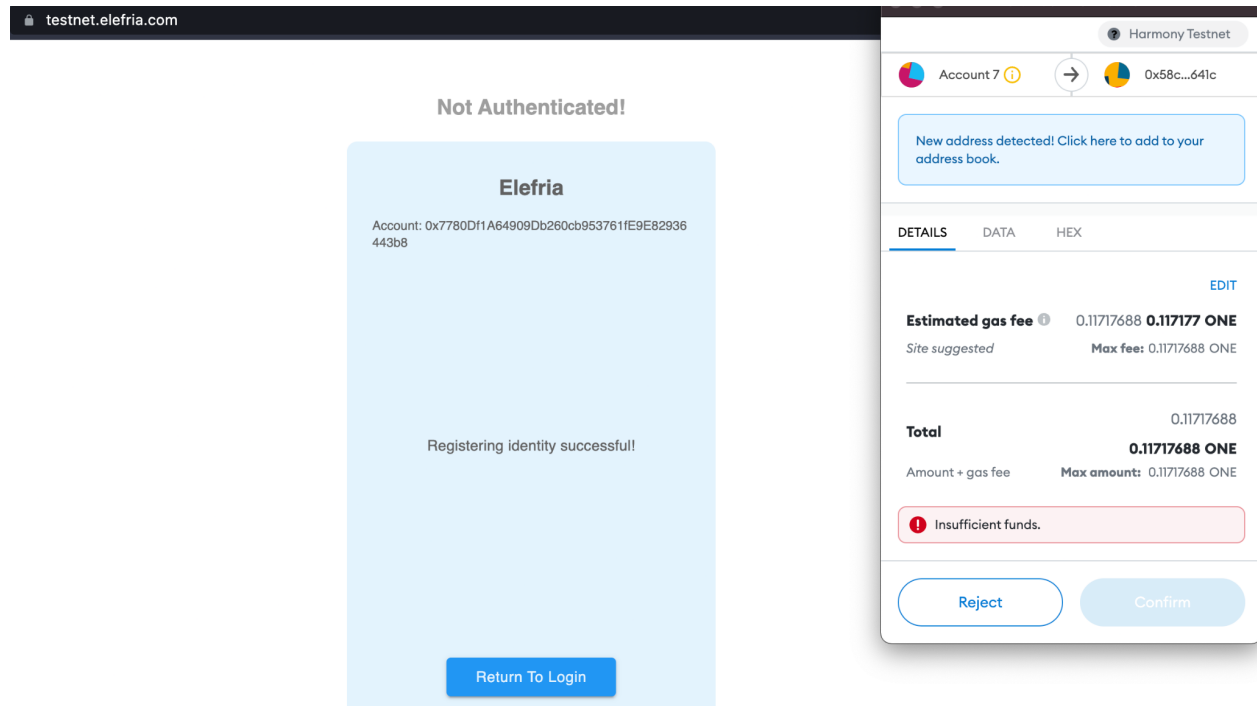 testnet.elefria.com
Not Authenticated!
Elefria
Account: 0x7780Df1A64909Db260cb953761fE9E82936
443b8
Registering identity successful!
Return To Login
Harmony Testnet
Account 7
0x58c...641c
New address detected! Click here to add to your
address book.
DETAILS DATA HEX
EDIT
Estimated gas fee 0.11717688 0.117177 ONE
Site suggested Max fee: 0.11717688 ONE
0.11717688
Total
0.11717688 ONE
Amount + gas fee Max amount: 0.11717688 ONE
Insufficient funds.
Reject Confirm